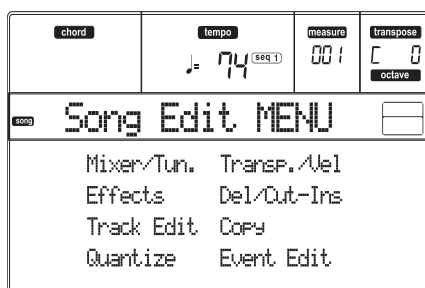 chord tempo measure transpose
♩= 74 seq 1 001 C 0
octave
song Song Edit MENU
Mixer/Tun. Transp./Vel
Effects Del/Cut-Ins
Track Edit Copy
Quantize Event Edit